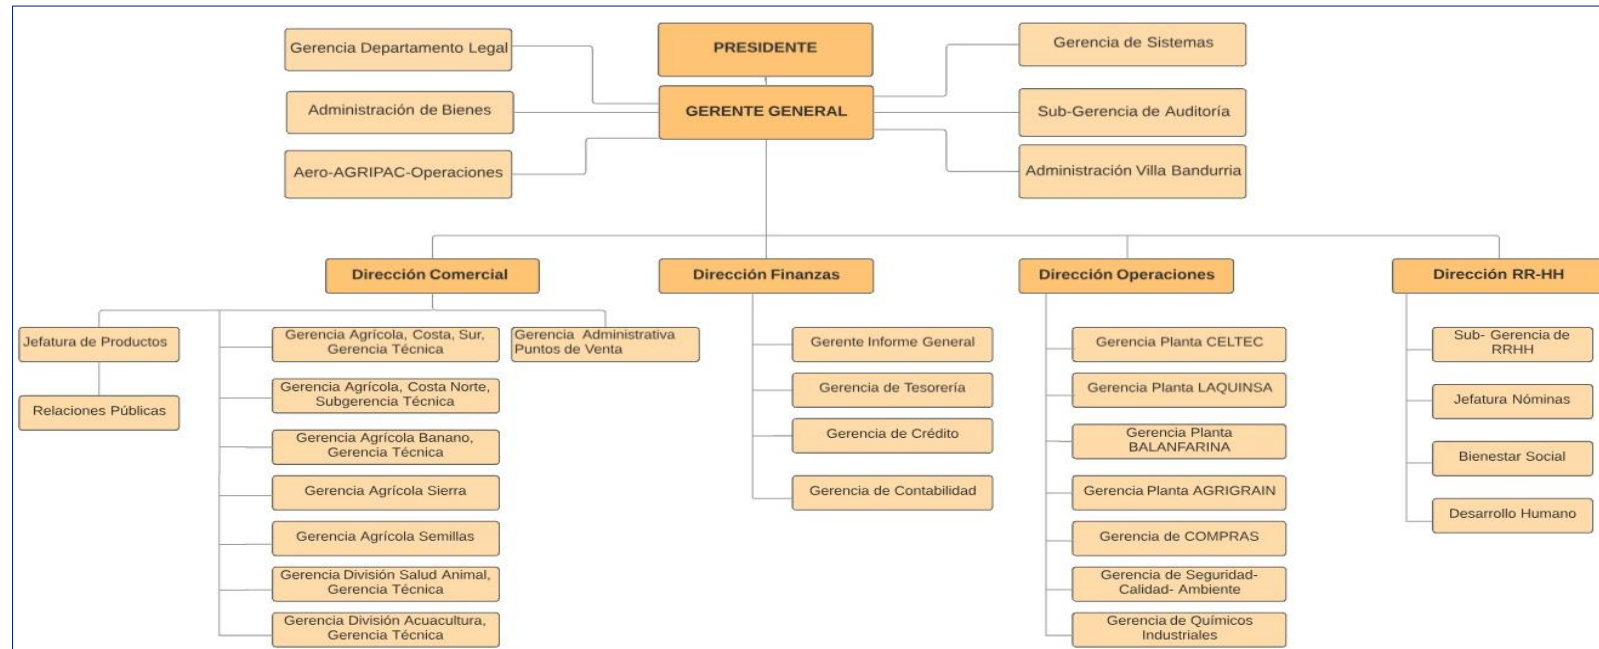 PRESIDENTE
GERENTE GENERAL
Gerencia Departamento Legal
Administración de Bienes
Aero-AGRIPAC-Operaciones
Gerencia de Sistemas
Sub-Gerencia de Auditoría
Administración Villa Bandurria
Dirección Comercial
Jefatura de Productos
Relaciones Públicas
Gerencia Agrícola, Costa, Sur,
Gerencia Técnica
Gerencia Agrícola, Costa Norte,
Subgerencia Técnica
Gerencia Agrícola Banano,
Gerencia Técnica
Gerencia Agrícola Sierra
Gerencia Agrícola Semillas
Gerencia División Salud Animal,
Gerencia Técnica
Gerencia División Acuacultura,
Gerencia Técnica
Gerencia Administrativa
Puntos de Venta
Dirección Finanzas
Gerente Informe General
Gerencia de Tesorería
Gerencia de Crédito
Gerencia de Contabilidad
Dirección Operaciones
Gerencia Planta CELTEC
Gerencia Planta LAQUINSA
Gerencia Planta
BALANFARINA
Gerencia Planta AGRIGRAIN
Gerencia de COMPRAS
Gerencia de Seguridad-
Calidad- Ambiente
Gerencia de Químicos
Industriales
Dirección RR-HH
Sub- Gerencia de
RRHH
Jefatura Nóminas
Bienestar Social
Desarrollo Humano